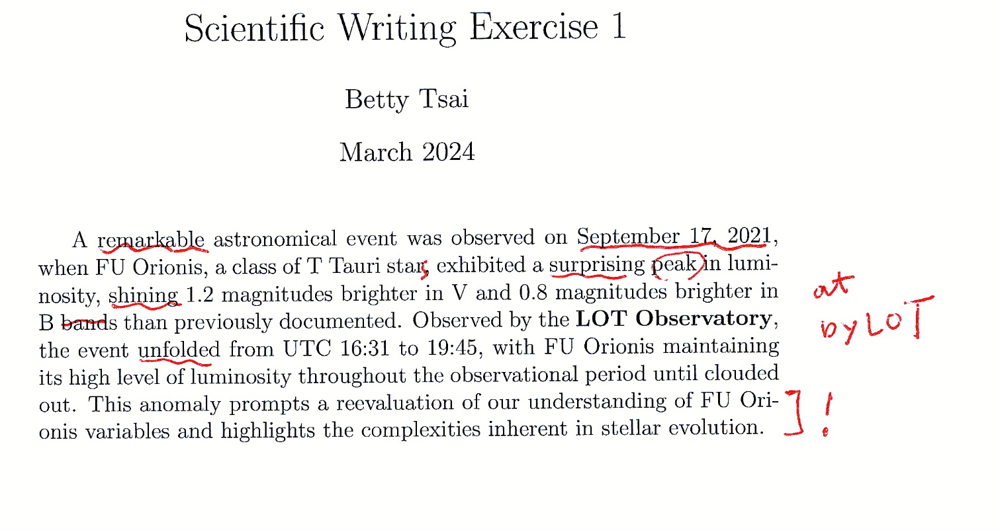 Scientific Writing Exercise 1
Betty Tsai
March 2024
A remarkable astronomical event was observed on September 17, 2021,
when FU Orionis, a class of T Tauri stars, exhibited a surprising peak in lumi-
nosity, shining 1.2 magnitudes brighter in V and 0.8 magnitudes brighter in
at
B bands than previously documented. Observed by the LOT Observatory,
by LOT
the event unfolded from UTC 16:31 to 19:45, with FU Orionis maintaining
its high level of luminosity throughout the observational period until clouded
out. This anomaly prompts a reevaluation of our understanding of FU Ori-
onis variables and highlights the complexities inherent in stellar evolution.
] !